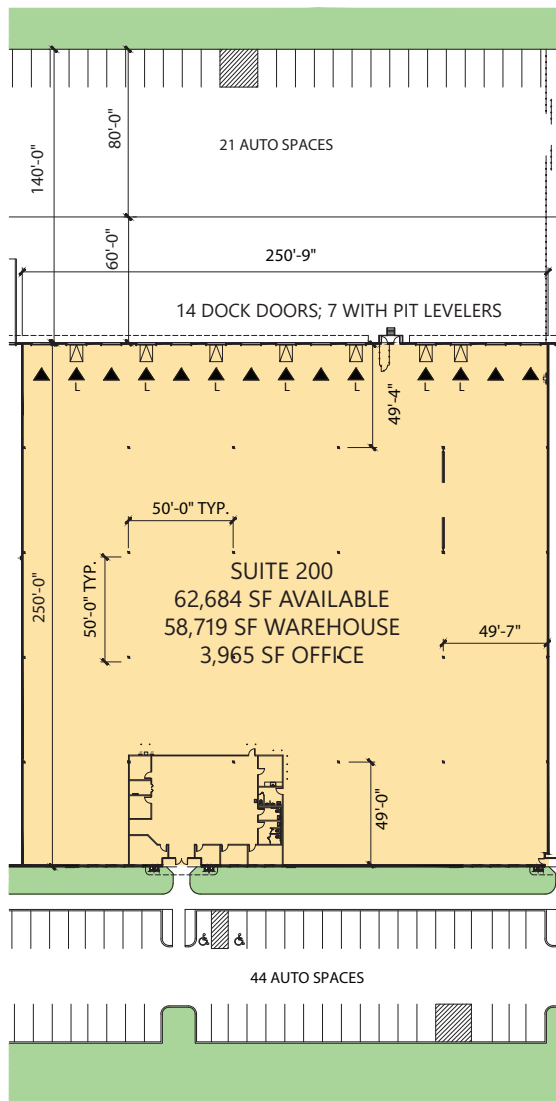 80'-0"
140'-0"
21 AUTO SPACES
60'-0"
250'-9"
14 DOCK DOORS; 7 WITH PIT LEVELERS
L
L
L
L
L
L
L
49'-4"
50'-0" TYP.
50'-0" TYP.
250'-0"
SUITE 200
62,684 SF AVAILABLE
58,719 SF WAREHOUSE
3,965 SF OFFICE
49'-7"
49'-0"
44 AUTO SPACES